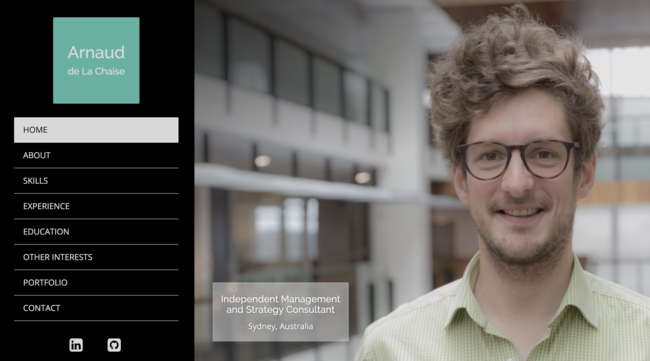 Arnaud
de La Chaise
HOME
ABOUT
SKILLS
EXPERIENCE
EDUCATION
OTHER INTERESTS
PORTFOLIO
CONTACT
in
Independent Management
and Strategy Consultant
Sydney, Australia